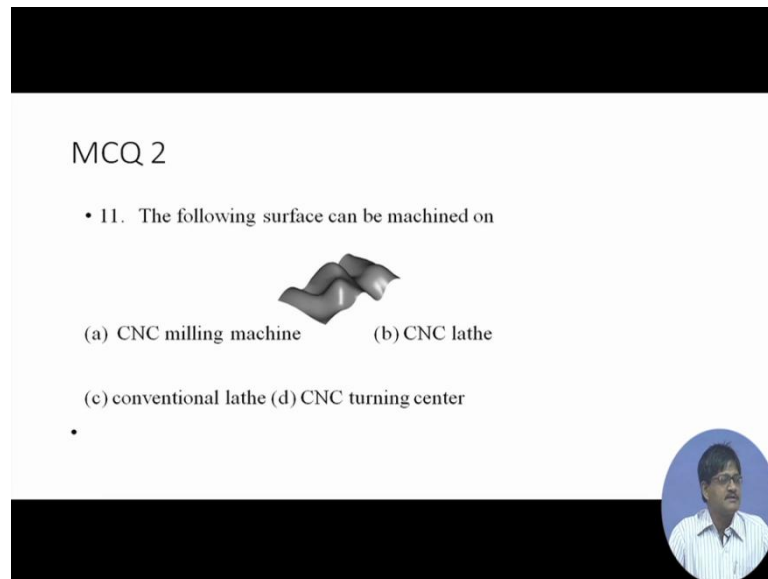 MCQ 2
• 11. The following surface can be machined on
(a) CNC milling machine (b) CNC lathe
(c) conventional lathe (d) CNC turning center
•